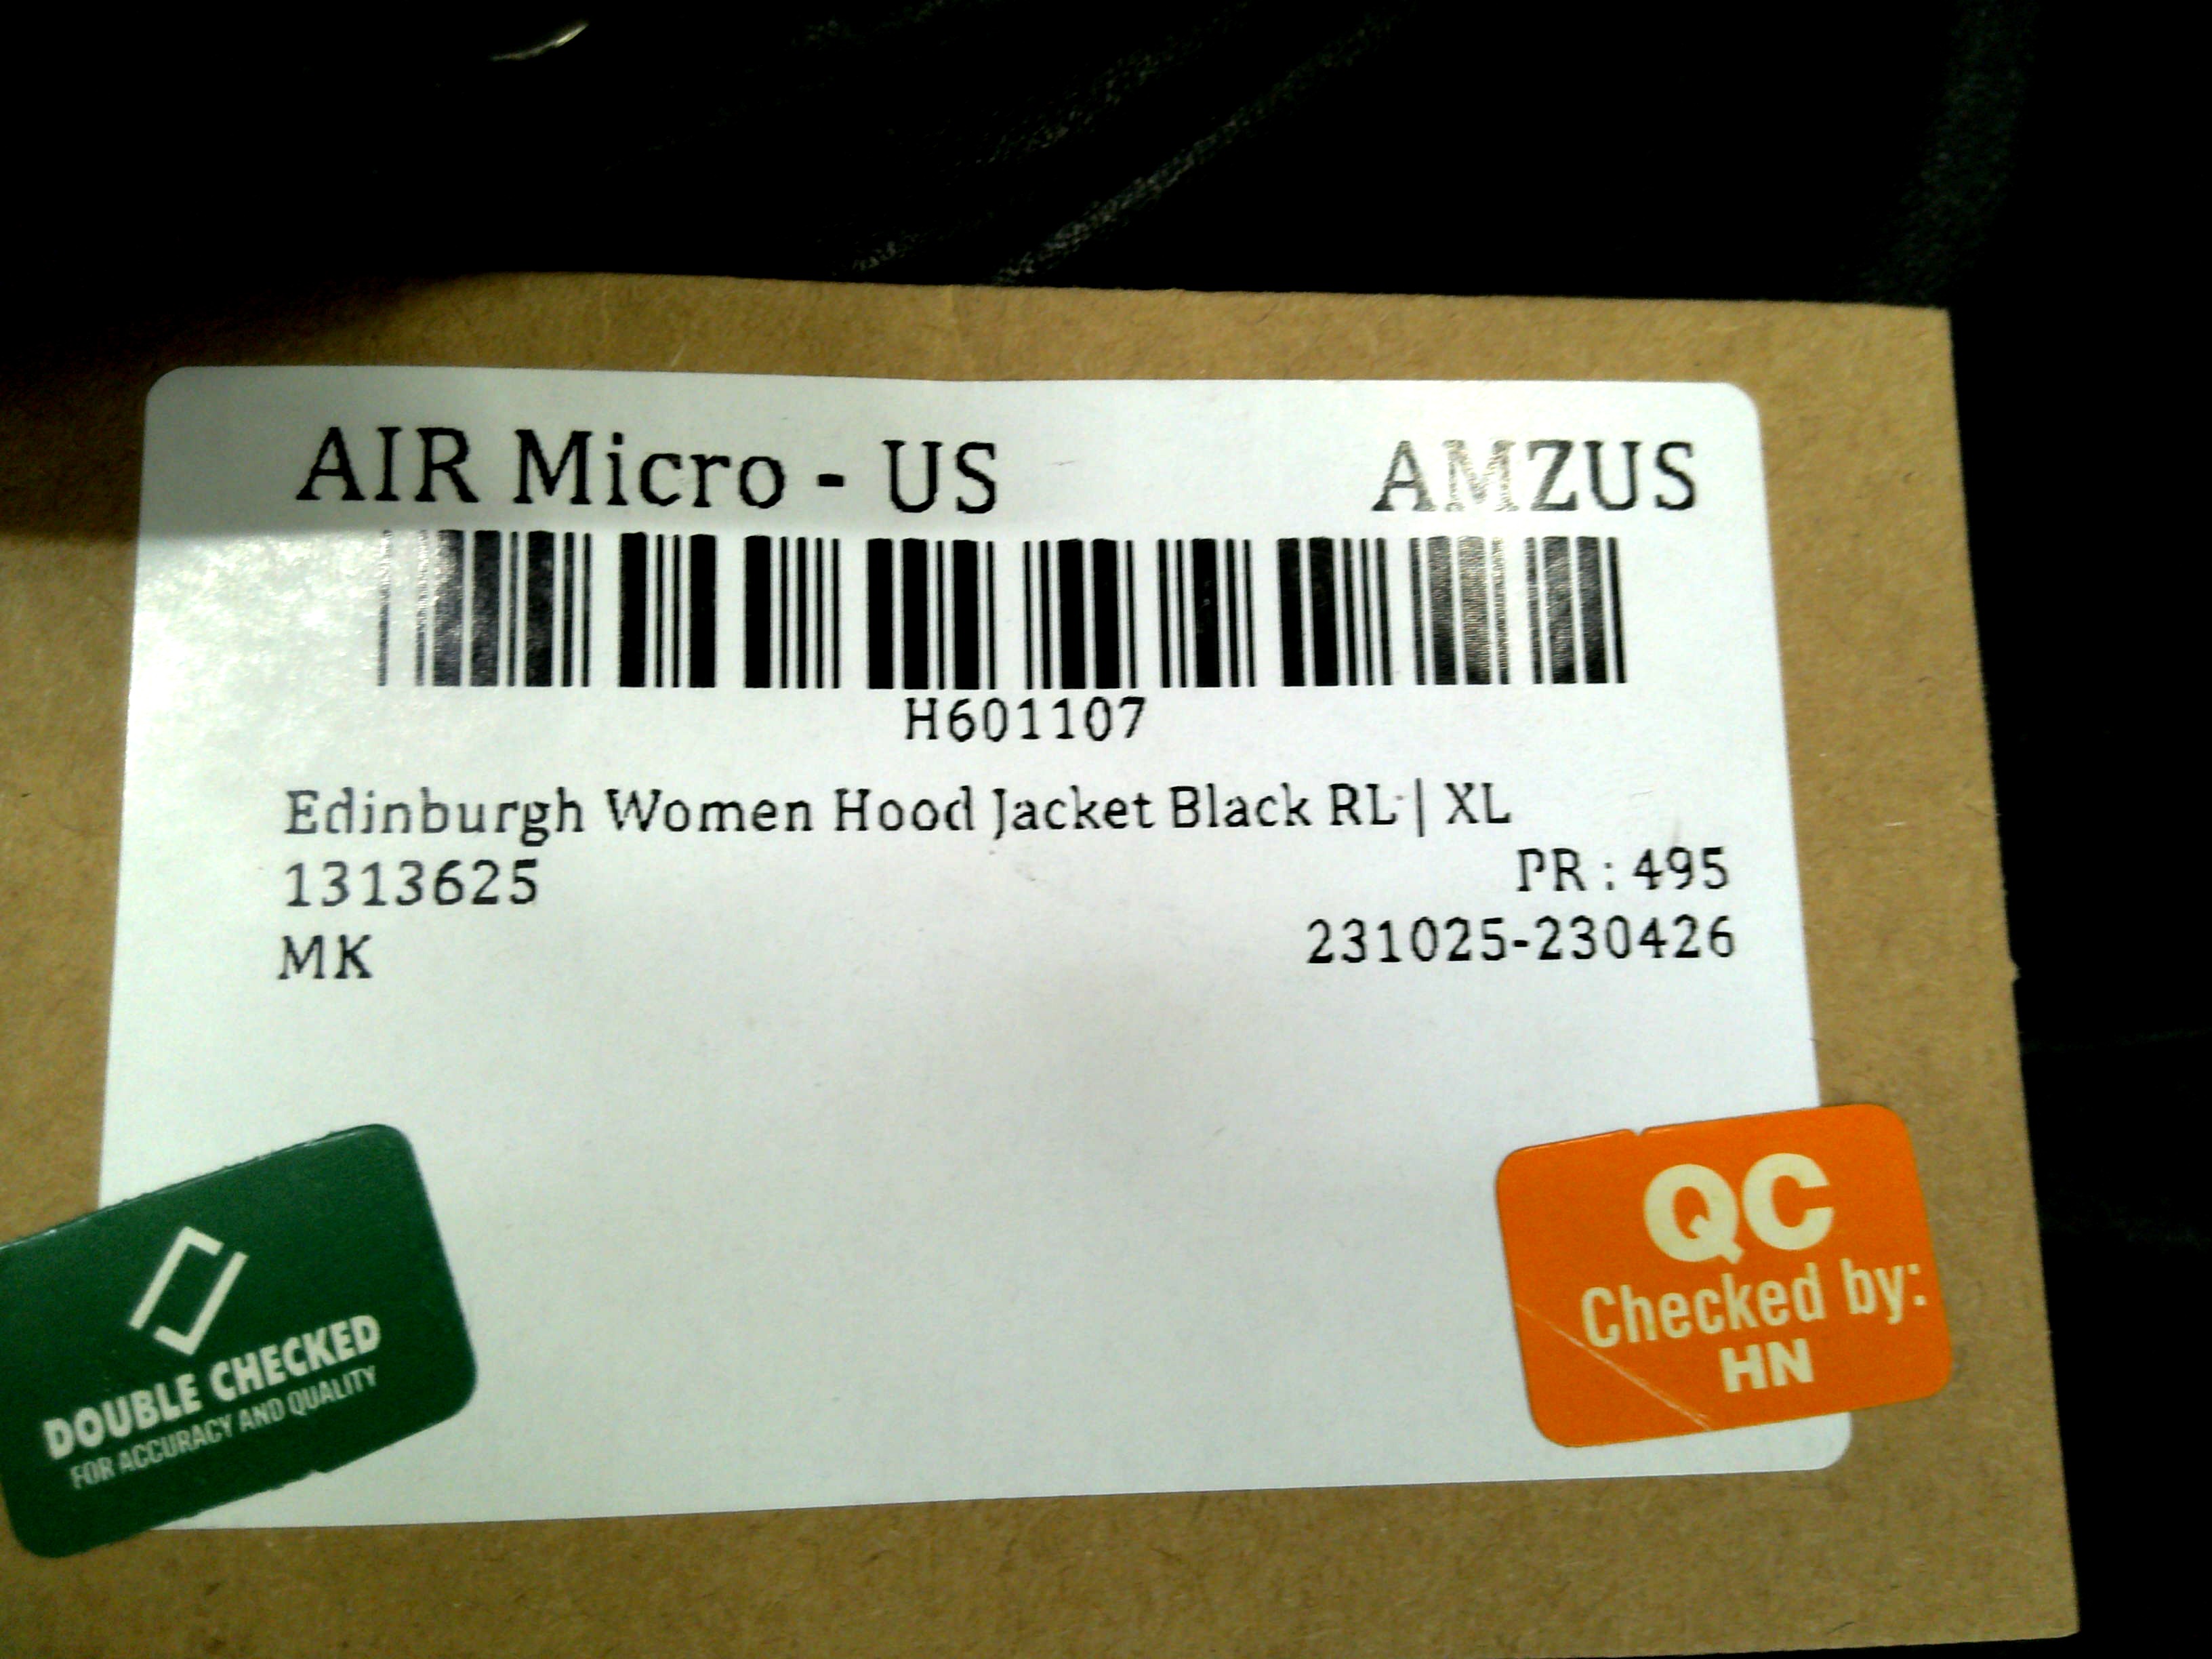 AIR Micro - US AMZUS
H601107
Edinburgh Women Hood Jacket Black RL | XL
1313625 PR : 495
MK 231025-230426
DOUBLE CHECKED
FOR ACCURACY AND QUALITY
QC
Checked by:
HN